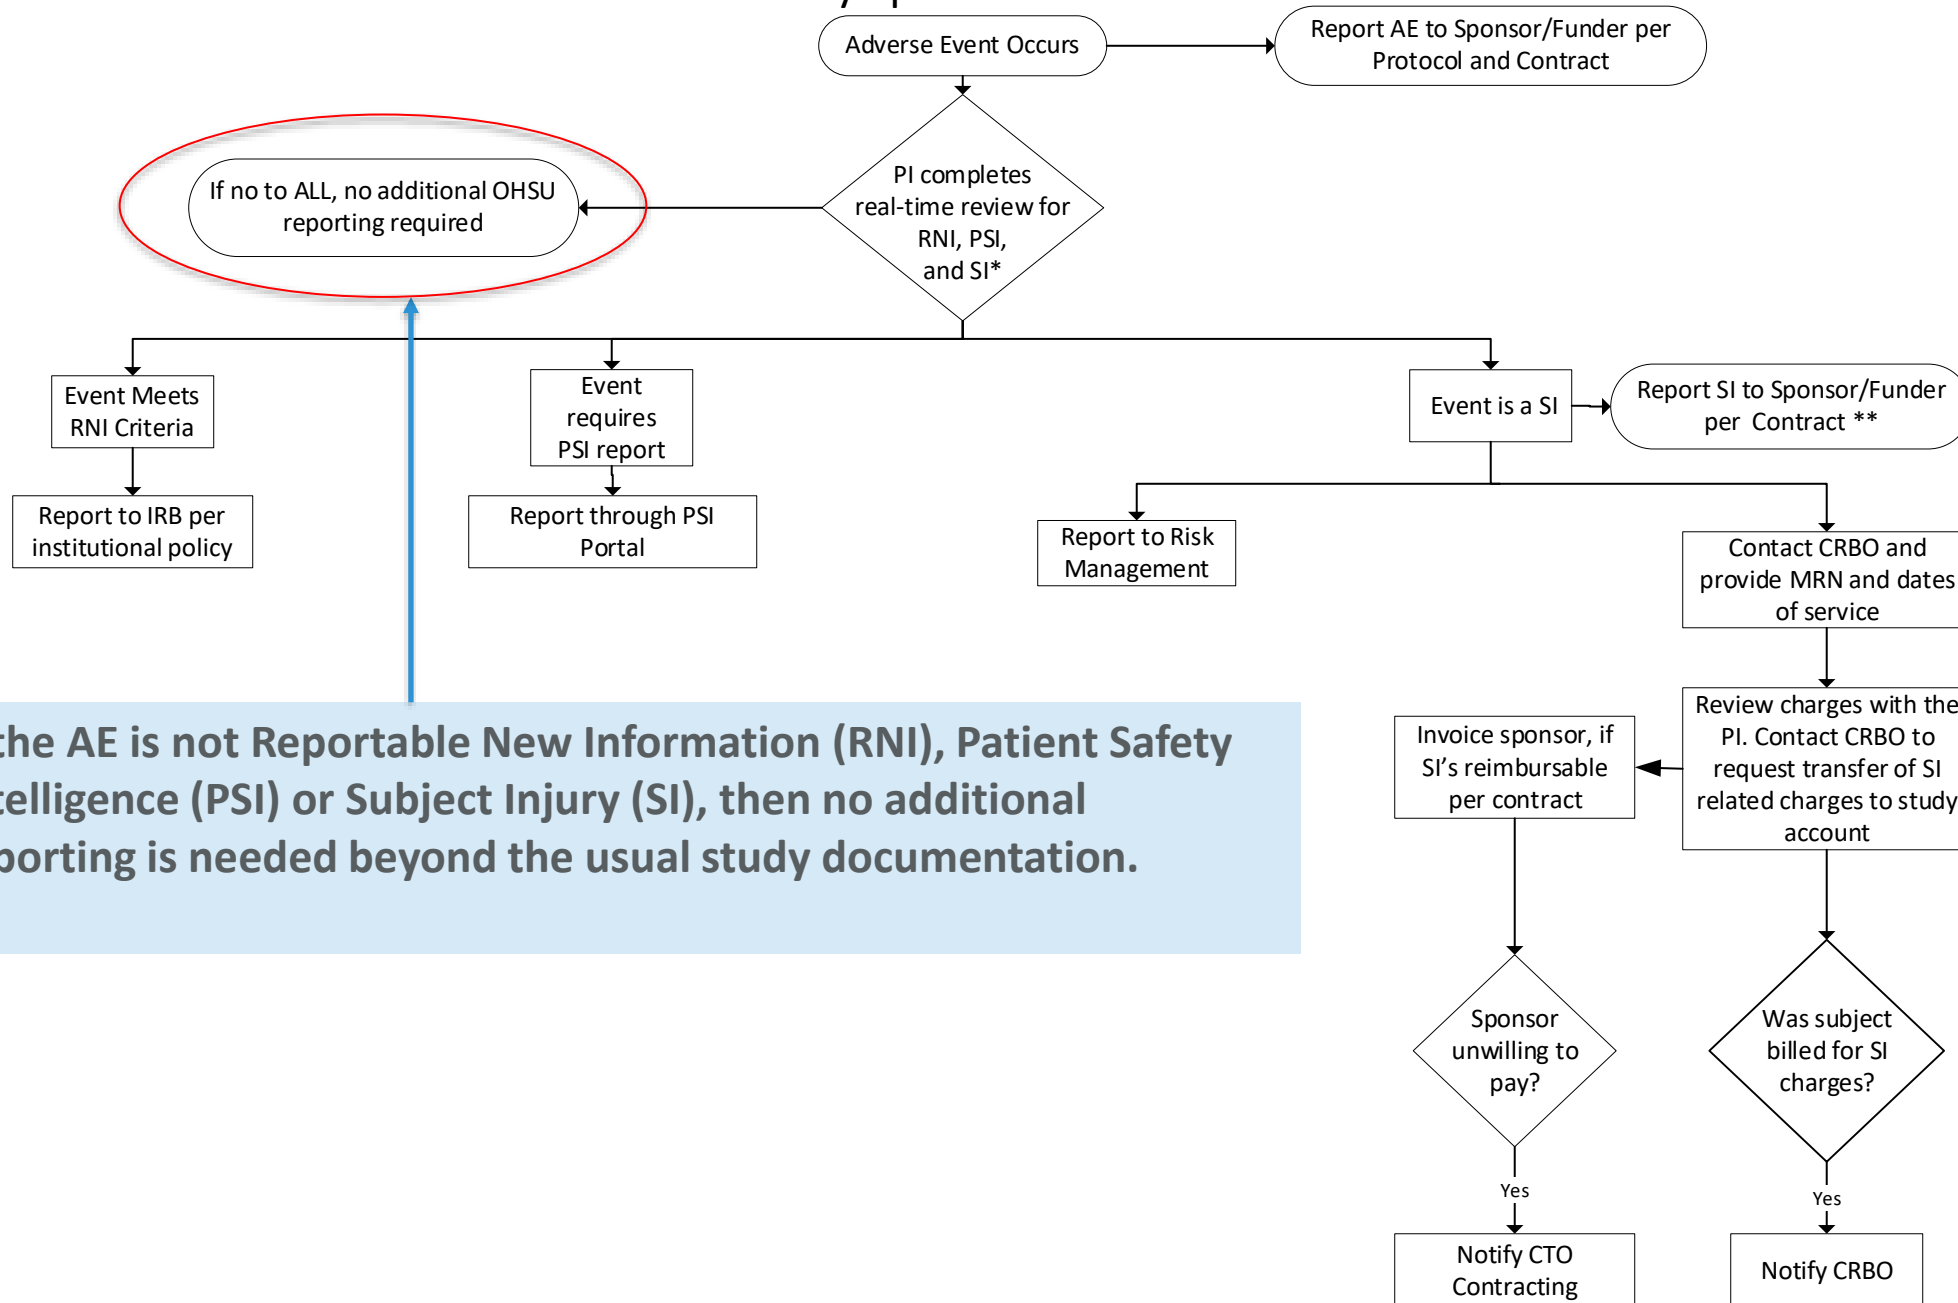 Adverse Event Occurs
Report AE to Sponsor/Funder per
Protocol and Contract
If no to ALL, no additional OHSU
reporting required
PI completes
real-time review for
RNI, PSI,
and SI*
Event Meets
RNI Criteria
Event
requires
PSI report
Event is a SI
Report SI to Sponsor/Funder
per Contract **
Report to IRB per
institutional policy
Report through PSI
Portal
Report to Risk
Management
Contact CRBO and
provide MRN and dates
of service
the AE is not Reportable New Information (RNI), Patient Safety
telligence (PSI) or Subject Injury (SI), then no additional
porting is needed beyond the usual study documentation.
Invoice sponsor, if
SI's reimbursable
per contract
Review charges with the
PI. Contact CRBO to
request transfer of SI
related charges to study
account
Sponsor
unwilling to
pay?
Was subject
billed for SI
charges?
Yes
Yes
Notify CTO
Contracting
Notify CRBO